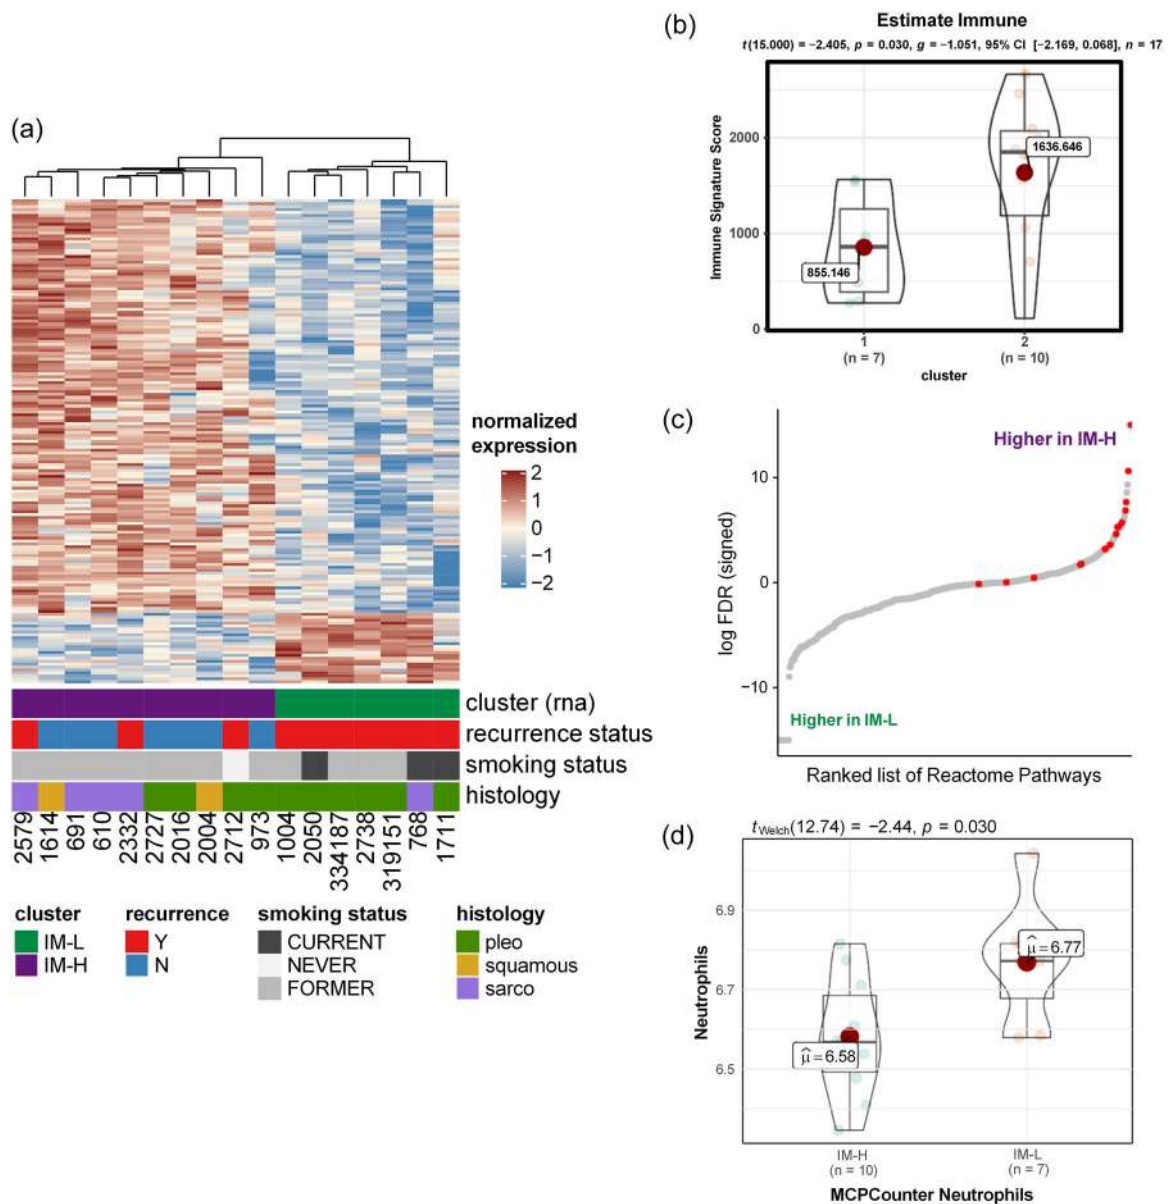 (a)
normalized
expression
2
1
0
−1
−2
cluster (rna)
recurrence status
smoking status
histology
2579
1614
691
610
2332
2727
2016
2004
2712
973
1004
2050
334187
2738
319151
768
1711
cluster
IM-L
IM-H
recurrence
Y
N
smoking status
CURRENT
NEVER
FORMER
histology
pleo
squamous
sarco
(b)
Estimate Immune
t(15.000) = −2.405, p = 0.030, g = −1.051, 95% CI [−2.169, 0.068], n = 17
Immune Signature Score
2000
1000
0
855.146
1636.646
1
(n = 7)
2
(n = 10)
cluster
(c)
Higher in IM-H
log FDR (signed)
10
0
−10
Higher in IM-L
Ranked list of Reactome Pathways
(d)
tWelch(12.74) = −2.44, p = 0.030
Neutrophils
6.9
6.7
6.5
μ̂ = 6.58
μ̂ = 6.77
IM-H
(n = 10)
IM-L
(n = 7)
MCPCounter Neutrophils